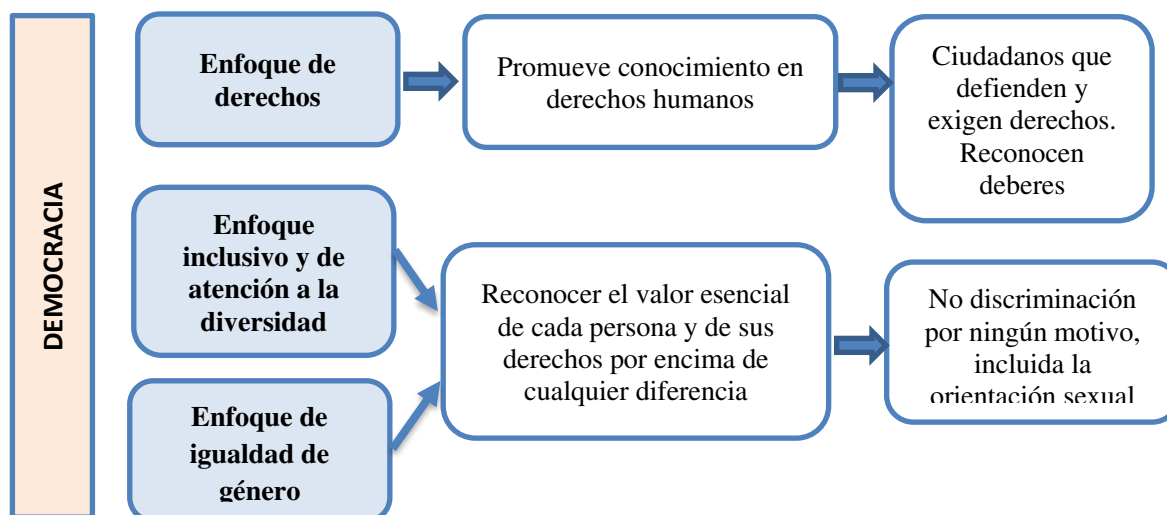 DEMOCRACIA
Enfoque de
derechos
Promueve conocimiento en
derechos humanos
Ciudadanos que
defienden y
exigen derechos.
Reconocen
deberes
Enfoque
inclusivo y de
atención a la
diversidad
Enfoque de
igualdad de
género
Reconocer el valor esencial
de cada persona y de sus
derechos por encima de
cualquier diferencia
No discriminación
por ningún motivo,
incluida la
orientación sexual